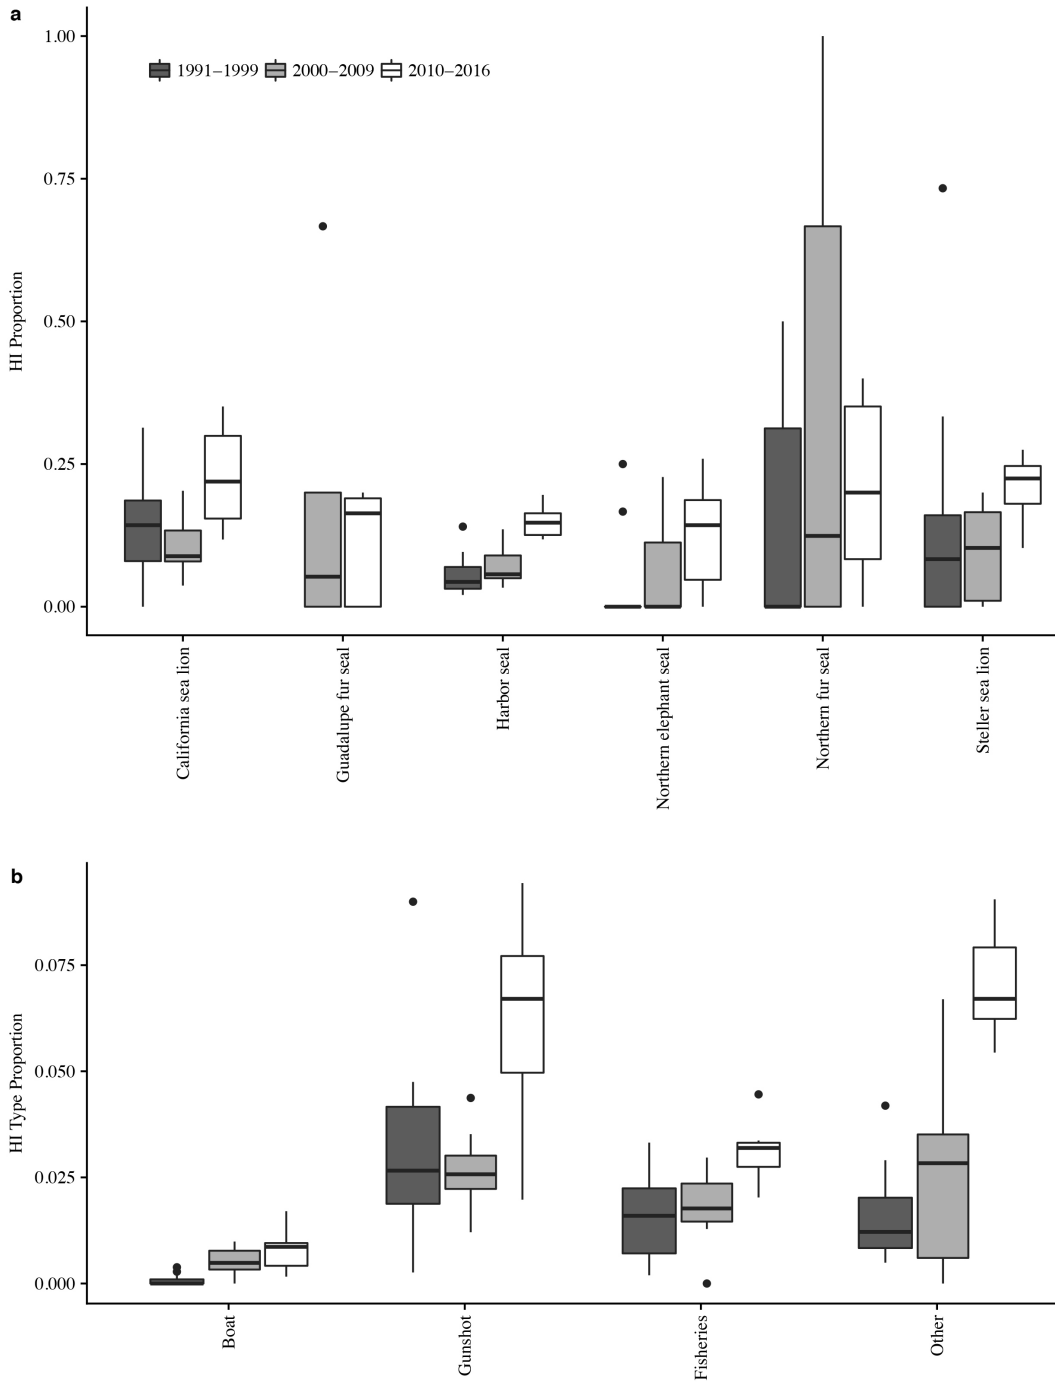 a
1.00
0.75
0.50
0.25
0.00
HI Proportion
1991–1999 2000–2009 2010–2016
California sea lion
Guadalupe fur seal
Harbor seal
Northern elephant seal
Northern fur seal
Steller sea lion
b
0.075
0.050
0.025
0.000
HI Type Proportion
Boat
Gunshot
Fisheries
Other